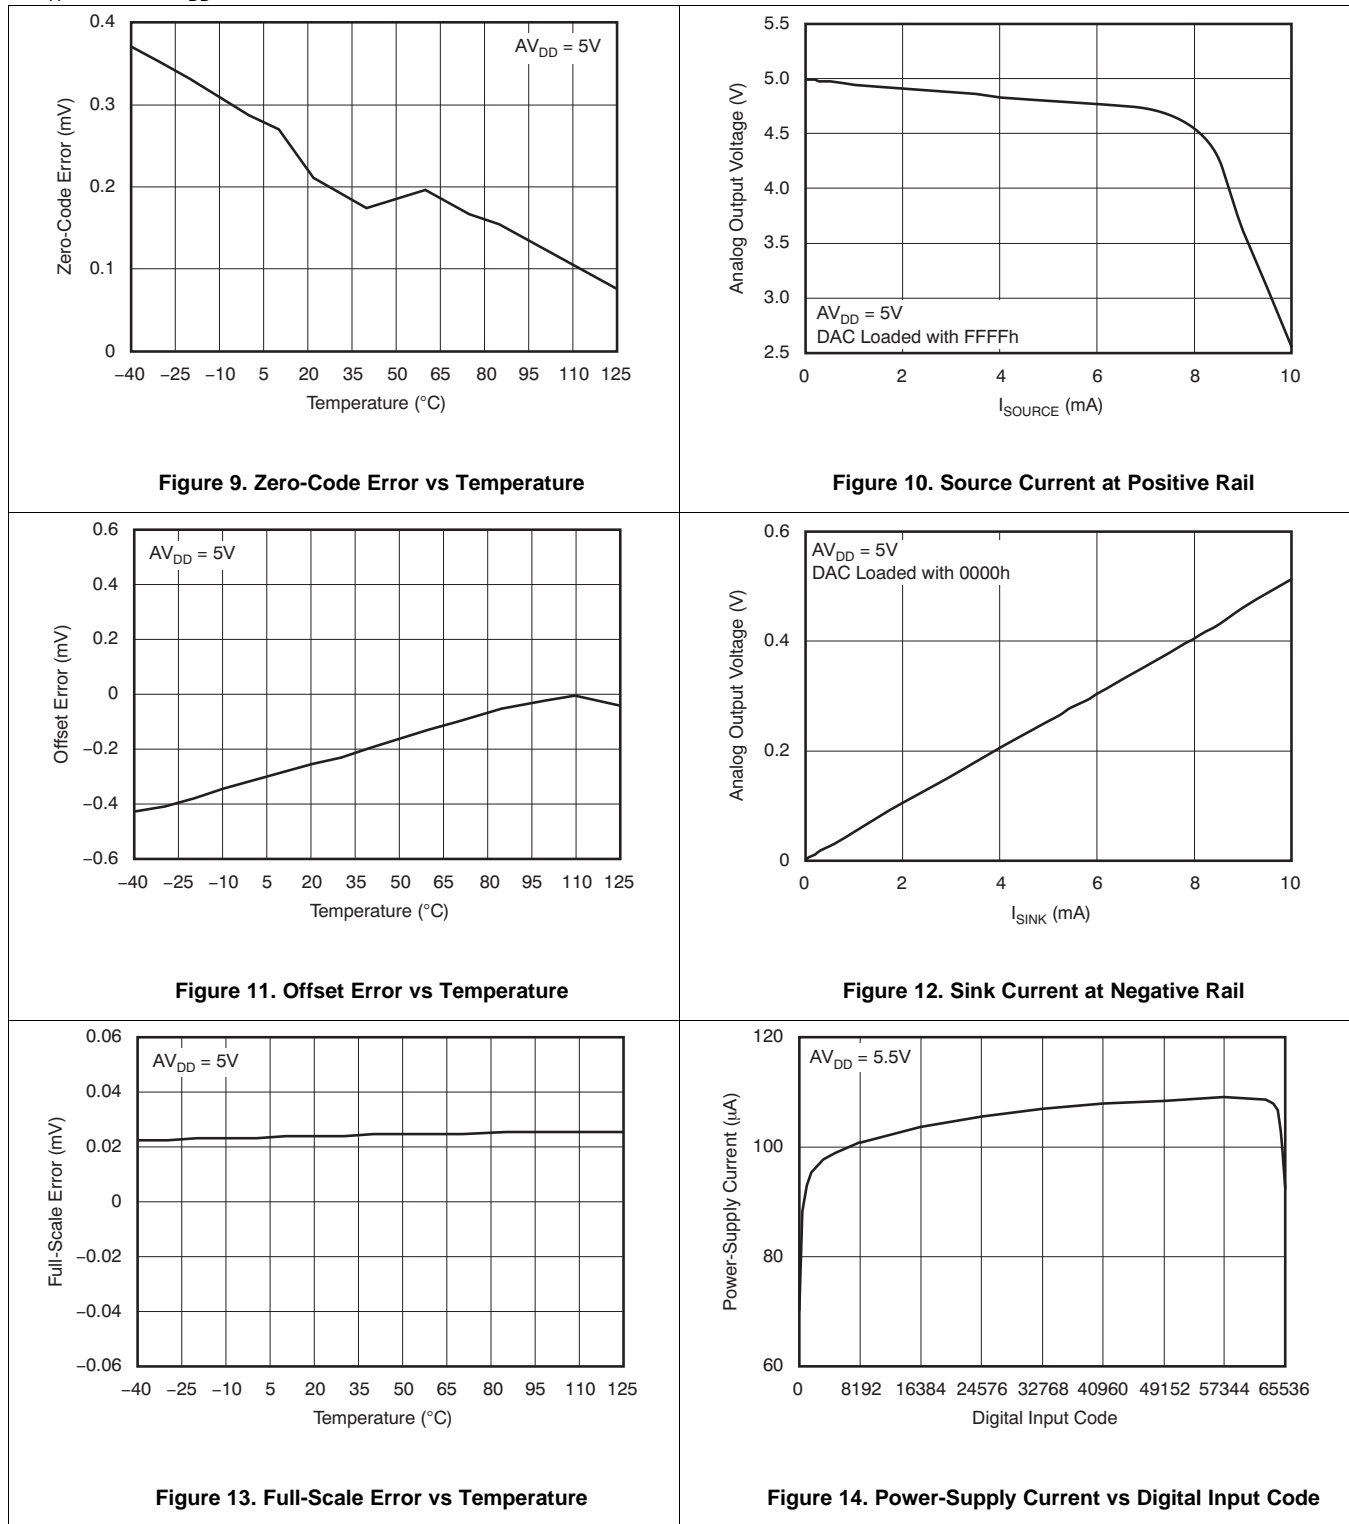 DD
0.4
0.3
0.2
0.1
0
AVDD = 5V
Zero-Code Error (mV)
−40 −25 −10 5 20 35 50 65 80 95 110 125
Temperature (°C)
Figure 9. Zero-Code Error vs Temperature
5.5
5.0
4.5
4.0
3.5
3.0
2.5
Analog Output Voltage (V)
AVDD = 5V
DAC Loaded with FFFFh
0 2 4 6 8 10
ISOURCE (mA)
Figure 10. Source Current at Positive Rail
0.6
0.4
0.2
0
−0.2
−0.4
−0.6
AVDD = 5V
Offset Error (mV)
−40 −25 −10 5 20 35 50 65 80 95 110 125
Temperature (°C)
Figure 11. Offset Error vs Temperature
0.6
0.4
0.2
0
AVDD = 5V
DAC Loaded with 0000h
Analog Output Voltage (V)
0 2 4 6 8 10
ISINK (mA)
Figure 12. Sink Current at Negative Rail
0.06
0.04
0.02
0
−0.02
−0.04
−0.06
AVDD = 5V
Full-Scale Error (mV)
−40 −25 −10 5 20 35 50 65 80 95 110 125
Temperature (°C)
Figure 13. Full-Scale Error vs Temperature
120
100
80
60
AVDD = 5.5V
Power-Supply Current (μA)
0 8192 16384 24576 32768 40960 49152 57344 65536
Digital Input Code
Figure 14. Power-Supply Current vs Digital Input Code